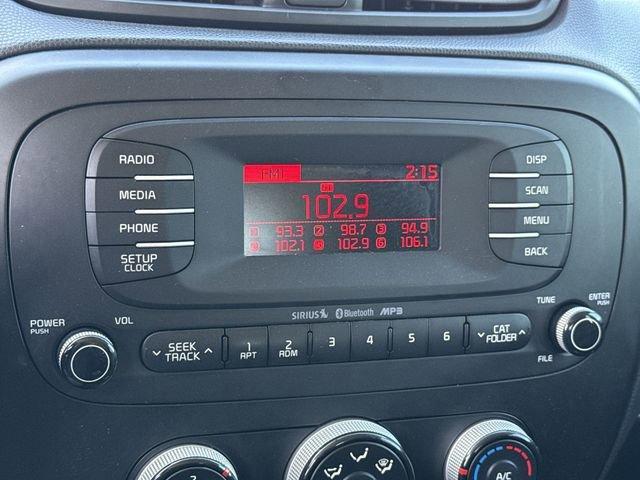 RADIO
MEDIA
PHONE
SETUP
CLOCK
FM1 2:15
102.9
1 93.3 2 98.7 3 94.9
102.1 102.9 6 106.1
DISP
SCAN
MENU
BACK
SIRIUS Bluetooth MP3
POWER
PUSH
VOL
SEEK
TRACK
1
RPT
2
RDM
3
4
5
6
CAT
FOLDER
TUNE
ENTER
PUSH
FILE
A/C